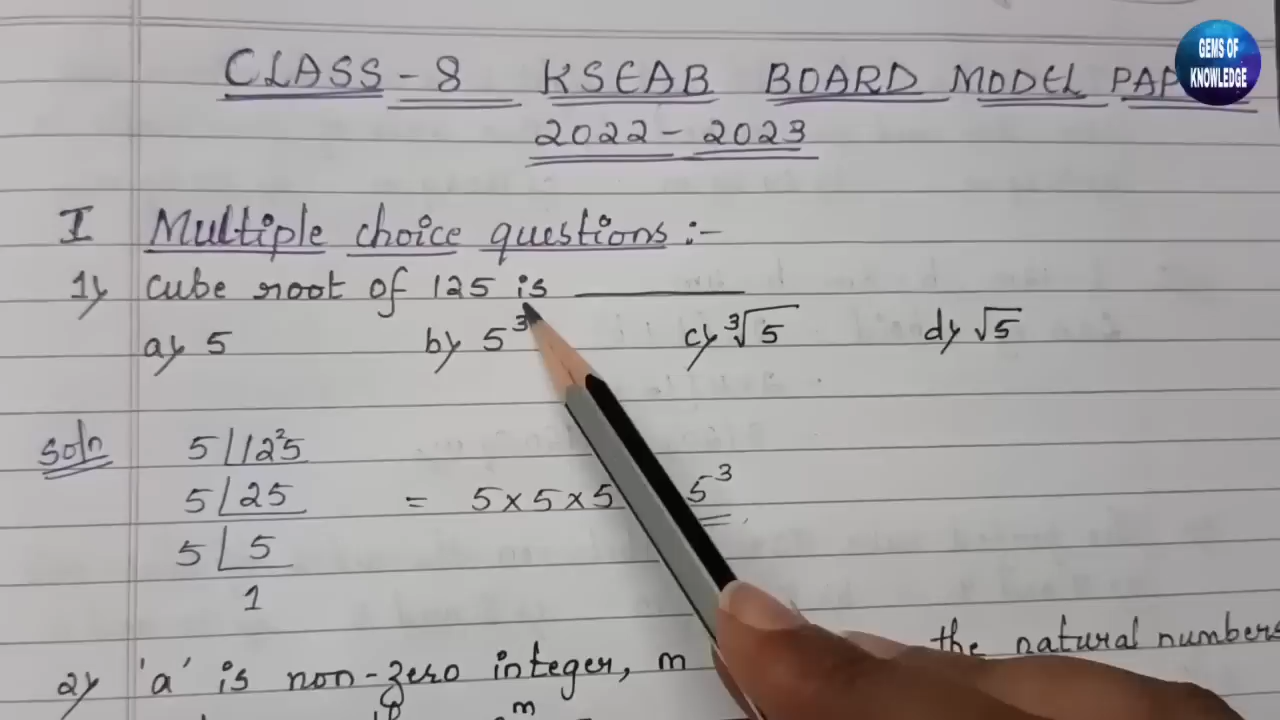 GEMS OF
KNOWLEDGE
CLASS - 8 KSEAB BOARD MODEL
2022 - 2023
I Multiple choice questions :-
1) cube root of 125 is ______
a) 5 b) 5³ c) ³√5 d) √5
Soln 5 | 12²5
5 | 25 = 5 × 5 × 5 5³
5 | 5
1
2) 'a' is non-zero integer, m the natural numbers
m